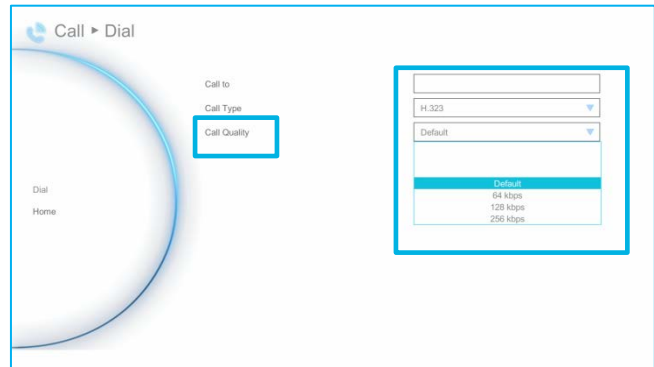 Call ► Dial
Call to
Call Type H.323
Call Quality Default
Default
64 kbps
128 kbps
256 kbps
Dial
Home